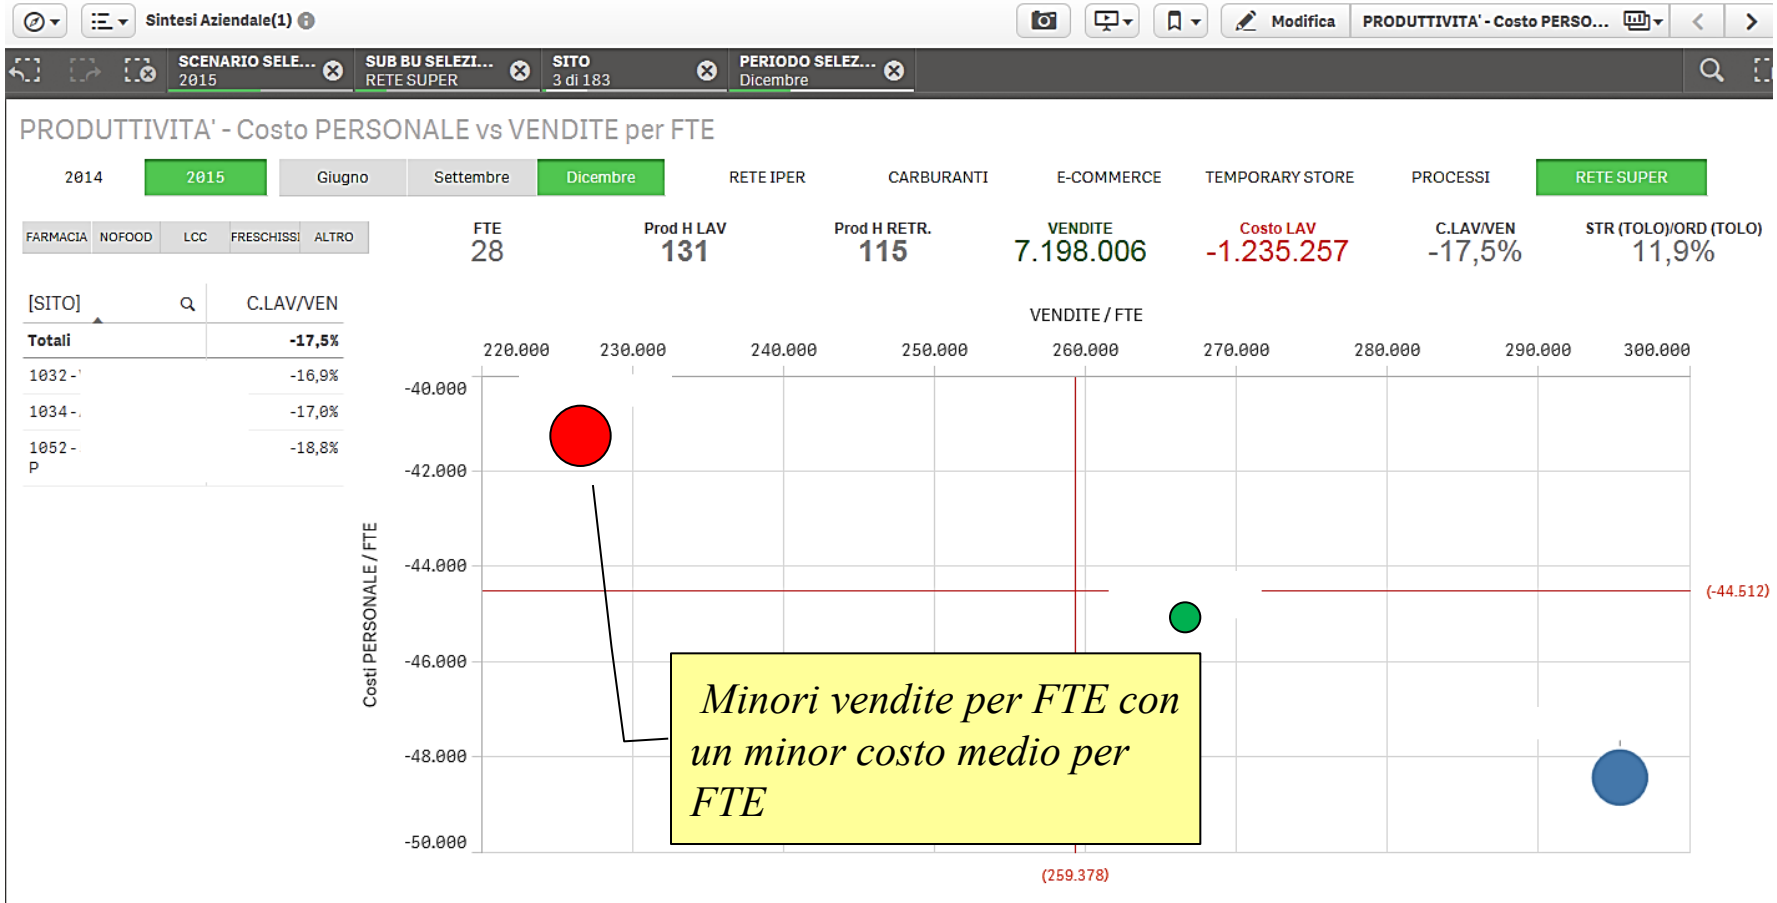 Sintesi Aziendale(1)
Modifica
PRODUTTIVITA' - Costo PERSO...
SCENARIO SELE...
2015
SUB BU SELEZI...
RETE SUPER
SITO
3 di 183
PERIODO SELEZ...
Dicembre
PRODUTTIVITA' - Costo PERSONALE vs VENDITE per FTE
2014 2015 Giugno Settembre Dicembre RETE IPER CARBURANTI E-COMMERCE TEMPORARY STORE PROCESSI RETE SUPER
FARMACIA NOFOOD LCC FRESCHISSI ALTRO
FTE
28
Prod H LAV
131
Prod H RETR.
115
VENDITE
7.198.006
Costo LAV
-1.235.257
C.LAV/VEN
-17,5%
STR (TOLO)/ORD (TOLO)
11,9%
[SITO] C.LAV/VEN
Totali -17,5%
1032 - -16,9%
1034 - -17,0%
1052 - -18,8%
P
VENDITE / FTE
220.000 230.000 240.000 250.000 260.000 270.000 280.000 290.000 300.000
Costi PERSONALE / FTE
-40.000
-42.000
-44.000
-46.000
-48.000
-50.000
(-44.512)
(259.378)
Minori vendite per FTE con
un minor costo medio per
FTE